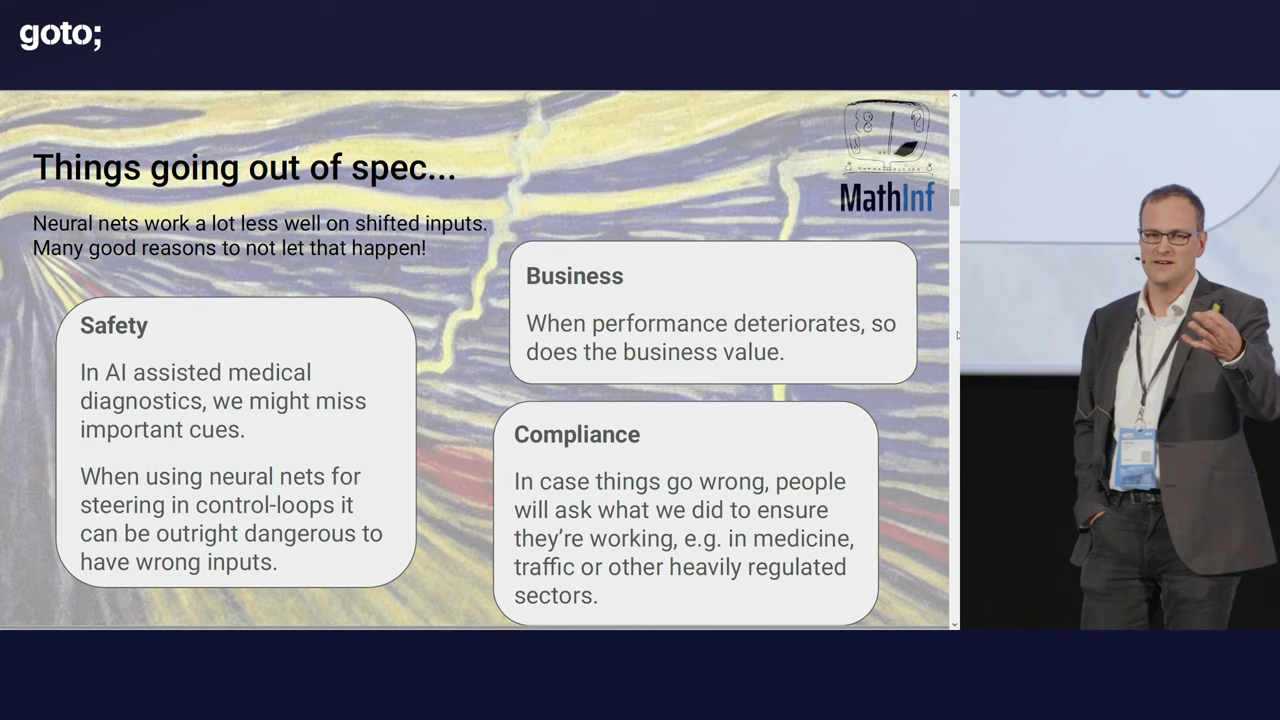 goto;
Things going out of spec...
Neural nets work a lot less well on shifted inputs.
Many good reasons to not let that happen!
MathInf
Safety
In AI assisted medical
diagnostics, we might miss
important cues.
When using neural nets for
steering in control-loops it
can be outright dangerous to
have wrong inputs.
Business
When performance deteriorates, so
does the business value.
Compliance
In case things go wrong, people
will ask what we did to ensure
they're working, e.g. in medicine,
traffic or other heavily regulated
sectors.